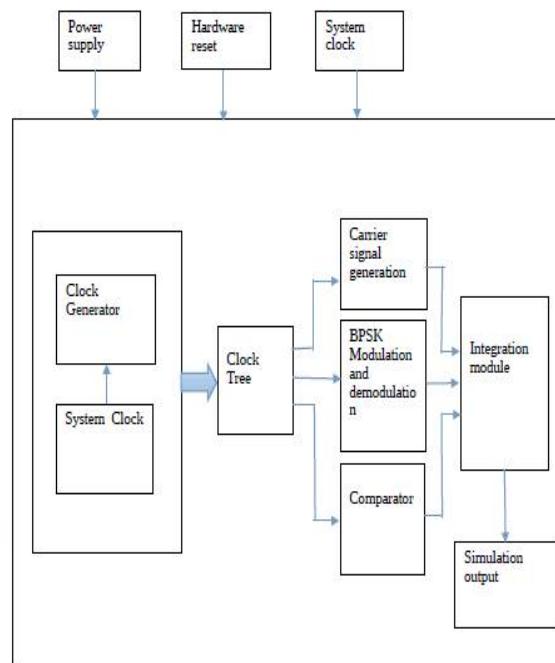 Power
supply
Hardware
reset
System
clock
Clock
Generator
System Clock
Clock
Tree
Carrier
signal
generation
BPSK
Modulation
and
demodulatio
n
Comparator
Integration
module
Simulation
output